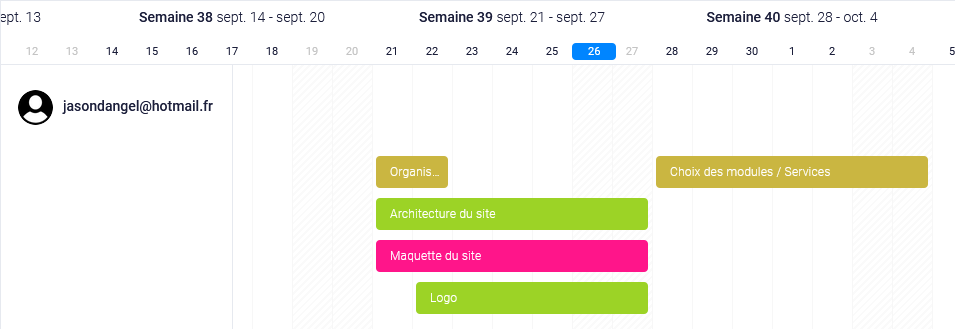 ept. 13 Semaine 38 sept. 14 - sept. 20 Semaine 39 sept. 21 - sept. 27 Semaine 40 sept. 28 - oct. 4
12 13 14 15 16 17 18 19 20 21 22 23 24 25 26 27 28 29 30 1 2 3 4 5
jasondangel@hotmail.fr
Organis... Choix des modules / Services
Architecture du site
Maquette du site
Logo